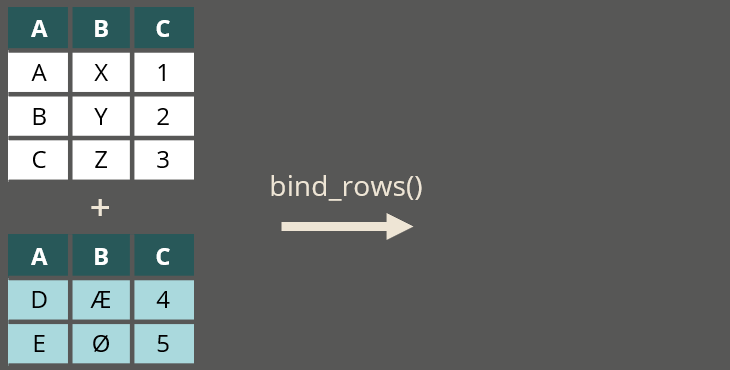 A B C
A X 1
B Y 2
C Z 3
+
bind_rows()
A B C
D Æ 4
E Ø 5